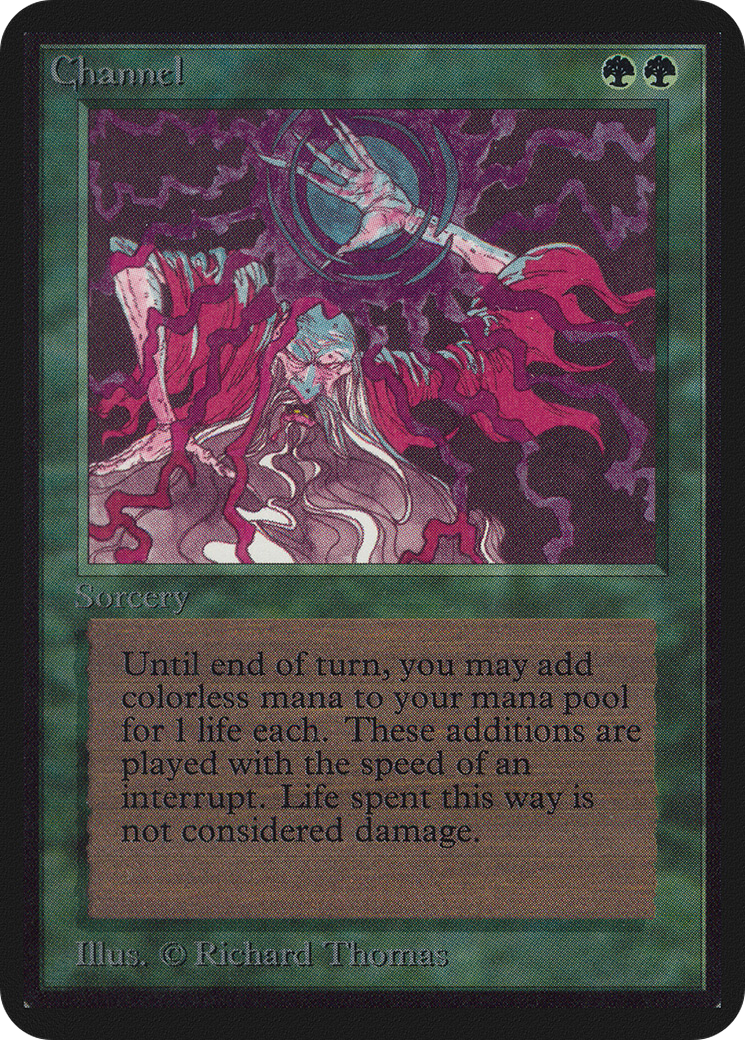 Channel
Sorcery
Until end of turn, you may add
colorless mana to your mana pool
for 1 life each. These additions are
played with the speed of an
interrupt. Life spent this way is
not considered damage.
Illus. © Richard Thomas